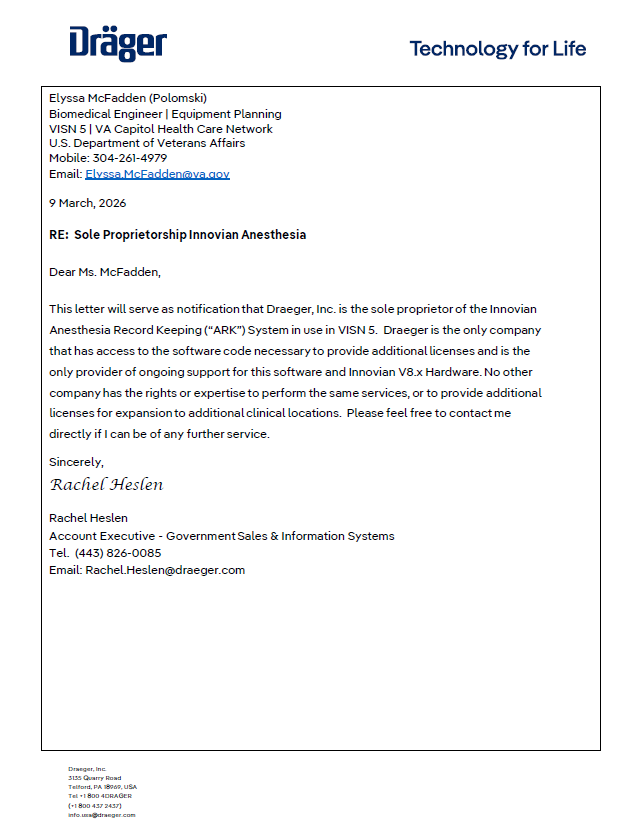 Dräger
Technology for Life
Elyssa McFadden (Polomski)
Biomedical Engineer | Equipment Planning
VISN 5 | VA Capitol Health Care Network
U.S. Department of Veterans Affairs
Mobile: 304-261-4979
Email: Elyssa.McFadden@va.gov
9 March, 2026
RE: Sole Proprietorship Innovian Anesthesia
Dear Ms. McFadden,
This letter will serve as notification that Draeger, Inc. is the sole proprietor of the Innovian
Anesthesia Record Keeping (“ARK”) System in use in VISN 5. Draeger is the only company
that has access to the software code necessary to provide additional licenses and is the
only provider of ongoing support for this software and Innovian V8.x Hardware. No other
company has the rights or expertise to perform the same services, or to provide additional
licenses for expansion to additional clinical locations. Please feel free to contact me
directly if I can be of any further service.
Sincerely,
Rachel Heslen
Rachel Heslen
Account Executive - Government Sales & Information Systems
Tel. (443) 826-0085
Email: Rachel.Heslen@draeger.com
Draeger, Inc.
3135 Quarry Road
Telford, PA 18969, USA
Tel +1 800 4DRAGER
(+1 800 437 2437)
info.usa@draeger.com